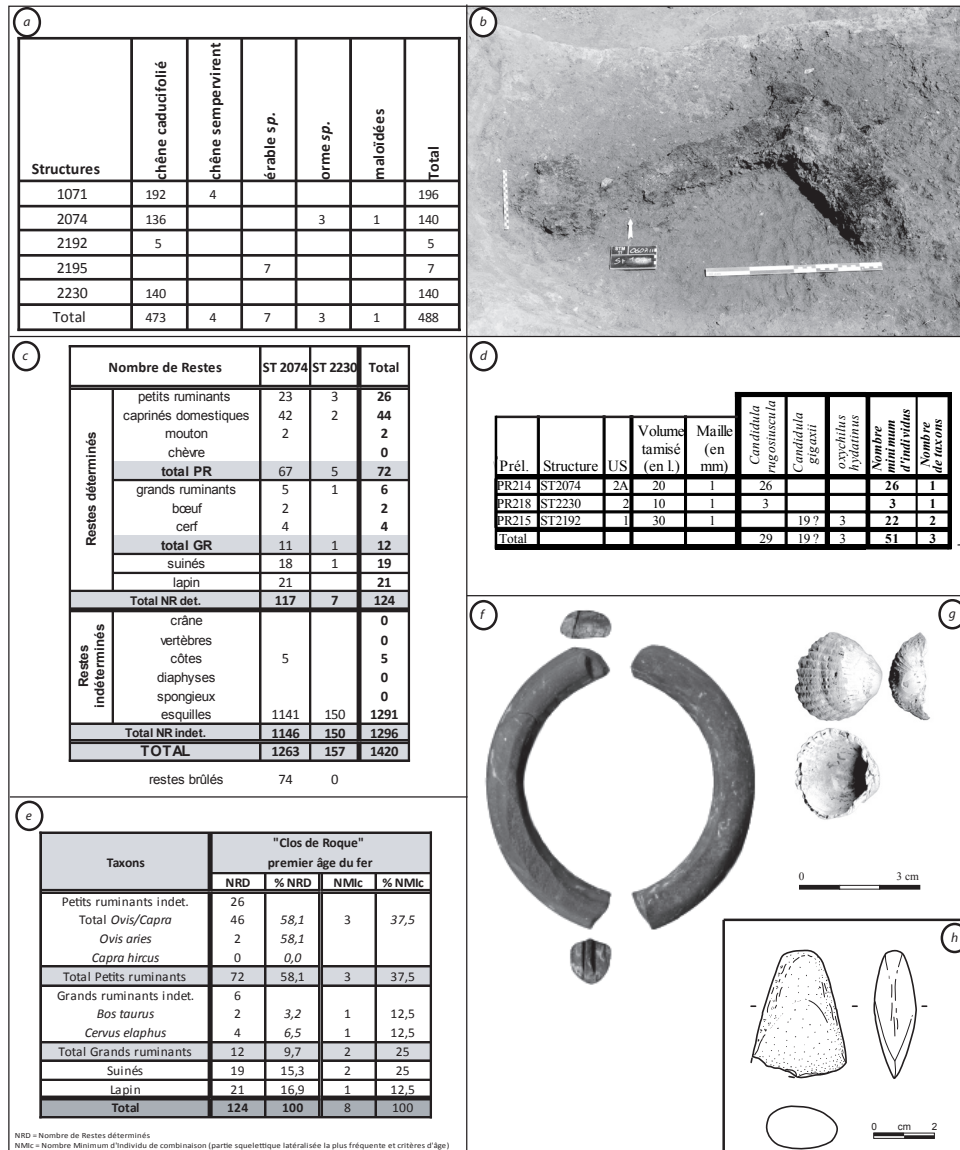 a
Structures chêne caducifolié chêne sempervirent érable sp. orme sp. maloïdées Total
1071 192 4 196
2074 136 3 1 140
2192 5 5
2195 7 7
2230 140 140
Total 473 4 7 3 1 488
b
c
Nombre de Restes ST 2074 ST 2230 Total
Restes déterminés
petits ruminants 23 3 26
caprinés domestiques 42 2 44
mouton 2 2
chèvre 0
total PR 67 5 72
grands ruminants 5 1 6
bœuf 2 2
cerf 4 4
total GR 11 1 12
suinés 18 1 19
lapin 21 21
Total NR det. 117 7 124
Restes indéterminés
crâne 0
vertèbres 0
côtes 5 5
diaphyses 0
spongieux 0
esquilles 1141 150 1291
Total NR indet. 1146 150 1296
TOTAL 1263 157 1420
restes brûlés 74 0
d
Prél. Structure US Volume tamisé (en l.) Maille (en mm) Candidula rugosiuscula Candidula gigaxii oxychilus hydatinus Nombre minimum d'individus Nombre de taxons
PR214 ST2074 2A 20 1 26 26 1
PR218 ST2230 2 10 1 3 3 1
PR215 ST2192 1 30 1 19 ? 3 22 2
Total 29 19 ? 3 51 3
e
Taxons "Clos de Roque"
premier âge du fer
NRD % NRD NMIc % NMIc
Petits ruminants indet. 26
Total Ovis/Capra 46 58,1 3 37,5
Ovis aries 2 58,1
Capra hircus 0 0,0
Total Petits ruminants 72 58,1 3 37,5
Grands ruminants indet. 6
Bos taurus 2 3,2 1 12,5
Cervus elaphus 4 6,5 1 12,5
Total Grands ruminants 12 9,7 2 25
Suinés 19 15,3 2 25
Lapin 21 16,9 1 12,5
Total 124 100 8 100
NRD = Nombre de Restes déterminés
NMIc = Nombre Minimum d'Individu de combinaison (partie squelettique latéralisée la plus fréquente et critères d'âge)
f
g
0 3 cm
h
0 cm 2